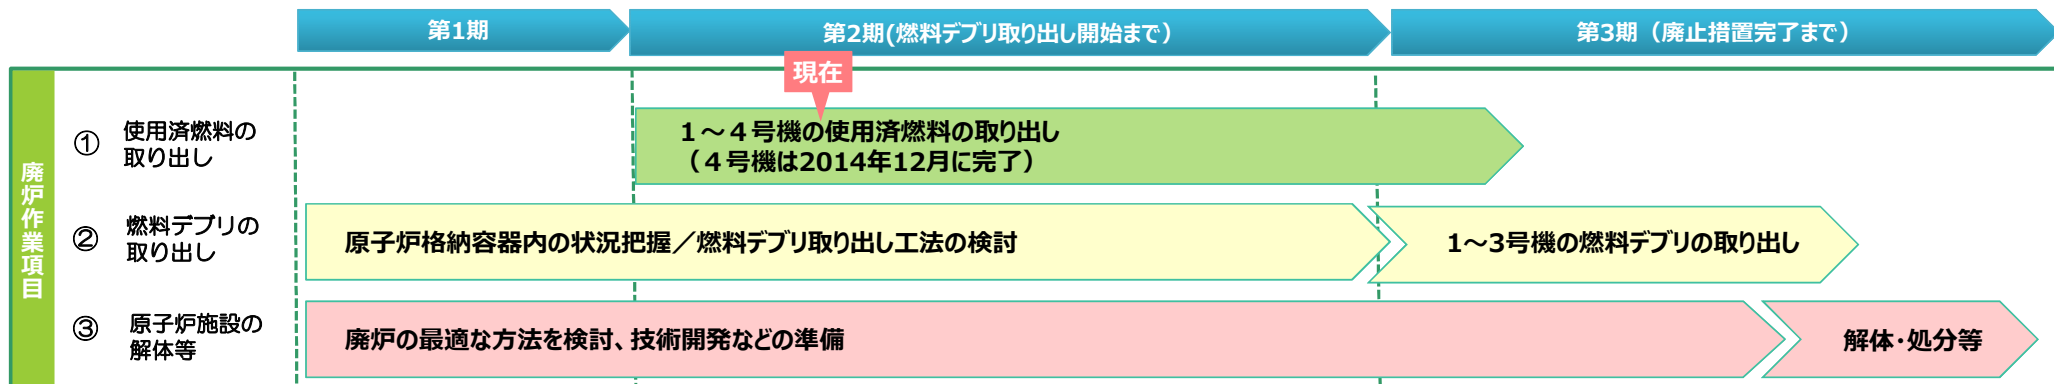 第1期
第2期(燃料デブリ取り出し開始まで)
第3期（廃止措置完了まで）
現在
廃炉作業項目
①
使用済燃料の
取り出し
１～４号機の使用済燃料の取り出し
（４号機は2014年12月に完了）
②
燃料デブリの
取り出し
原子炉格納容器内の状況把握／燃料デブリ取り出し工法の検討
1～3号機の燃料デブリの取り出し
③
原子炉施設の
解体等
廃炉の最適な方法を検討、技術開発などの準備
解体・処分等